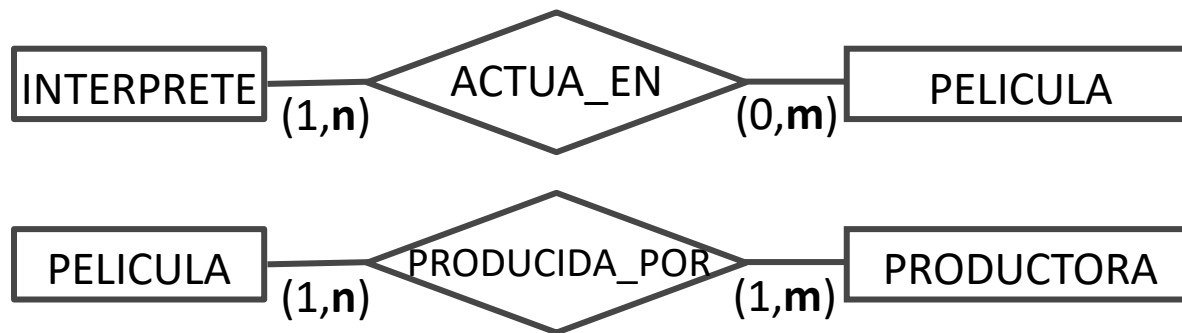 INTERPRETE ACTUA_EN PELICULA
(1,n) (0,m)
PELICULA PRODUCIDA_POR PRODUCTORA
(1,n) (1,m)